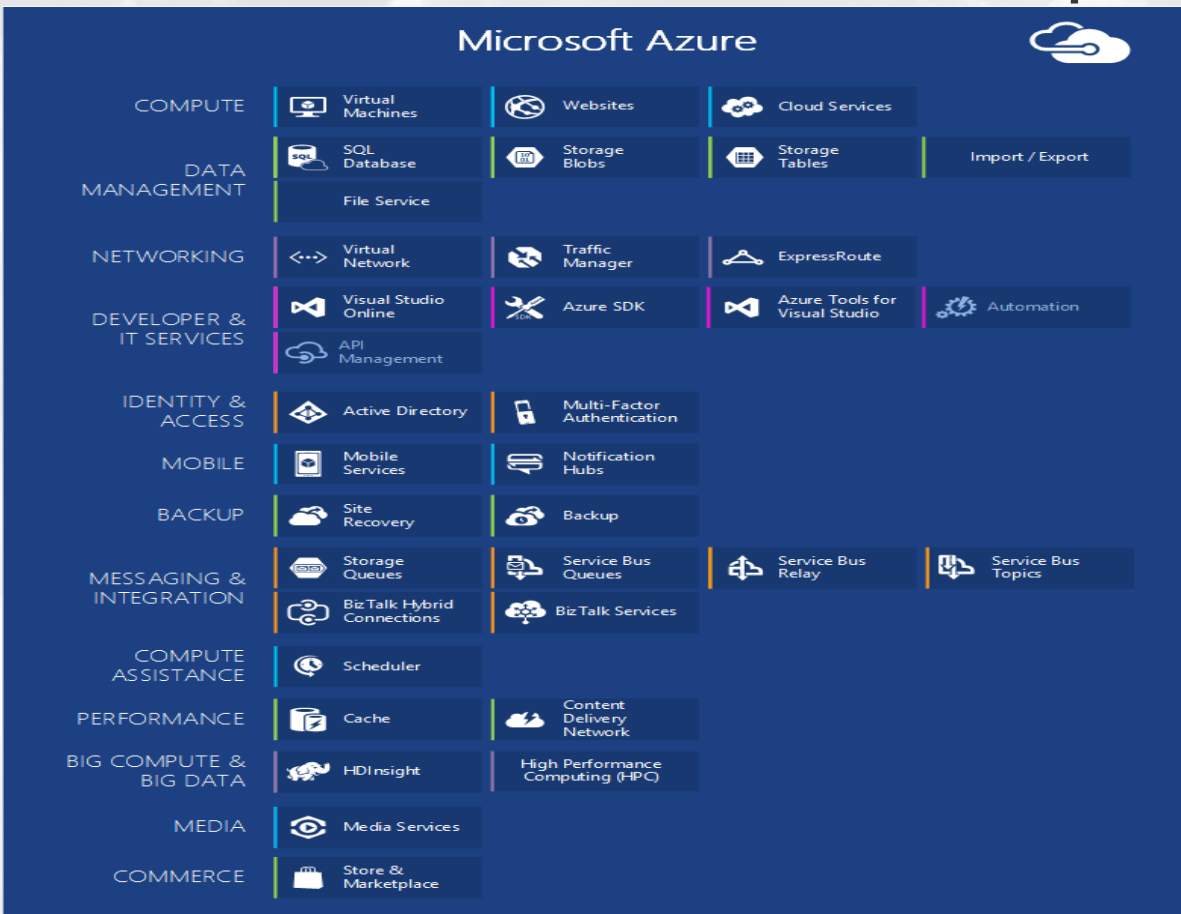 Microsoft Azure
COMPUTE
Virtual
Machines
Websites
Cloud Services
DATA
MANAGEMENT
SQL
SQL
Database
10
01
Storage
Blobs
Storage
Tables
Import / Export
File Service
NETWORKING
Virtual
Network
Traffic
Manager
ExpressRoute
DEVELOPER &
IT SERVICES
Visual Studio
Online
SDK
Azure SDK
Azure Tools for
Visual Studio
Automation
API
Management
IDENTITY &
ACCESS
Active Directory
Multi-Factor
Authentication
MOBILE
Mobile
Services
Notification
Hubs
BACKUP
Site
Recovery
Backup
MESSAGING &
INTEGRATION
Storage
Queues
Service Bus
Queues
Service Bus
Relay
Service Bus
Topics
BizTalk Hybrid
Connections
BizTalk Services
COMPUTE
ASSISTANCE
Scheduler
PERFORMANCE
Cache
Content
Delivery
Network
BIG COMPUTE &
BIG DATA
HDInsight
High Performance
Computing (HPC)
MEDIA
Media Services
COMMERCE
Store &
Marketplace